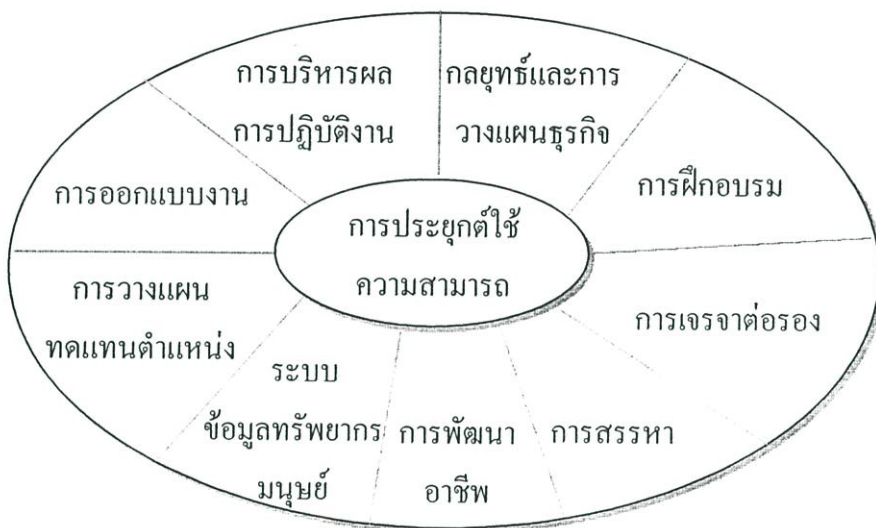 การบริหารผล
การปฏิบัติงาน
กลยุทธ์และการ
วางแผนธุรกิจ
การฝึกอบรม
การเจรจาต่อรอง
การสรรหา
การพัฒนา
อาชีพ
ระบบ
ข้อมูลทรัพยากร
มนุษย์
การวางแผน
ทดแทนตำแหน่ง
การออกแบบงาน
การประยุกต์ใช้
ความสามารถ